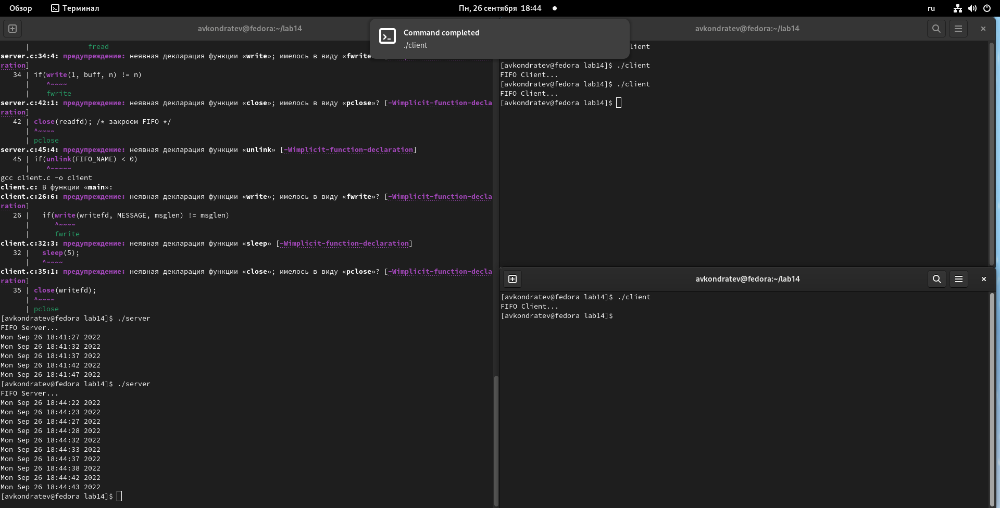 Обзор
Терминал
Пн, 26 сентября 18:44
ru
avkondratev@fedora:~/lab14
Command completed
./client
avkondratev@fedora:~/lab14
|              fread
server.c:34:4: предупреждение: неявная декларация функции «write»; имелось в виду «fwrite
ration]
   34 | if(write(1, buff, n) != n)
      |    ^~~~~
      |    fwrite
server.c:42:1: предупреждение: неявная декларация функции «close»; имелось в виду «pclose»? [-Wimplicit-function-decla
ration]
   42 | close(readfd); /* закроем FIFO */
      | ^~~~~
      | pclose
server.c:45:4: предупреждение: неявная декларация функции «unlink» [-Wimplicit-function-declaration]
   45 | if(unlink(FIFO_NAME) < 0)
      |    ^~~~~~
gcc client.c -o client
client.c: В функции «main»:
client.c:26:6: предупреждение: неявная декларация функции «write»; имелось в виду «fwrite»? [-Wimplicit-function-decla
ration]
   26 |   if(write(writefd, MESSAGE, msglen) != msglen)
      |      ^~~~~
      |      fwrite
client.c:32:3: предупреждение: неявная декларация функции «sleep» [-Wimplicit-function-declaration]
   32 |   sleep(5);
      |   ^~~~~
client.c:35:1: предупреждение: неявная декларация функции «close»; имелось в виду «pclose»? [-Wimplicit-function-decla
ration]
   35 | close(writefd);
      | ^~~~~
      | pclose
[avkondratev@fedora lab14]$ ./server
FIFO Server...
Mon Sep 26 18:41:27 2022
Mon Sep 26 18:41:32 2022
Mon Sep 26 18:41:37 2022
Mon Sep 26 18:41:42 2022
Mon Sep 26 18:41:47 2022
[avkondratev@fedora lab14]$ ./server
FIFO Server...
Mon Sep 26 18:44:22 2022
Mon Sep 26 18:44:23 2022
Mon Sep 26 18:44:27 2022
Mon Sep 26 18:44:28 2022
Mon Sep 26 18:44:32 2022
Mon Sep 26 18:44:33 2022
Mon Sep 26 18:44:37 2022
Mon Sep 26 18:44:38 2022
Mon Sep 26 18:44:42 2022
Mon Sep 26 18:44:43 2022
[avkondratev@fedora lab14]$
lient
[avkondratev@fedora lab14]$ ./client
FIFO Client...
[avkondratev@fedora lab14]$ ./client
FIFO Client...
[avkondratev@fedora lab14]$
avkondratev@fedora:~/lab14
[avkondratev@fedora lab14]$ ./client
FIFO Client...
[avkondratev@fedora lab14]$